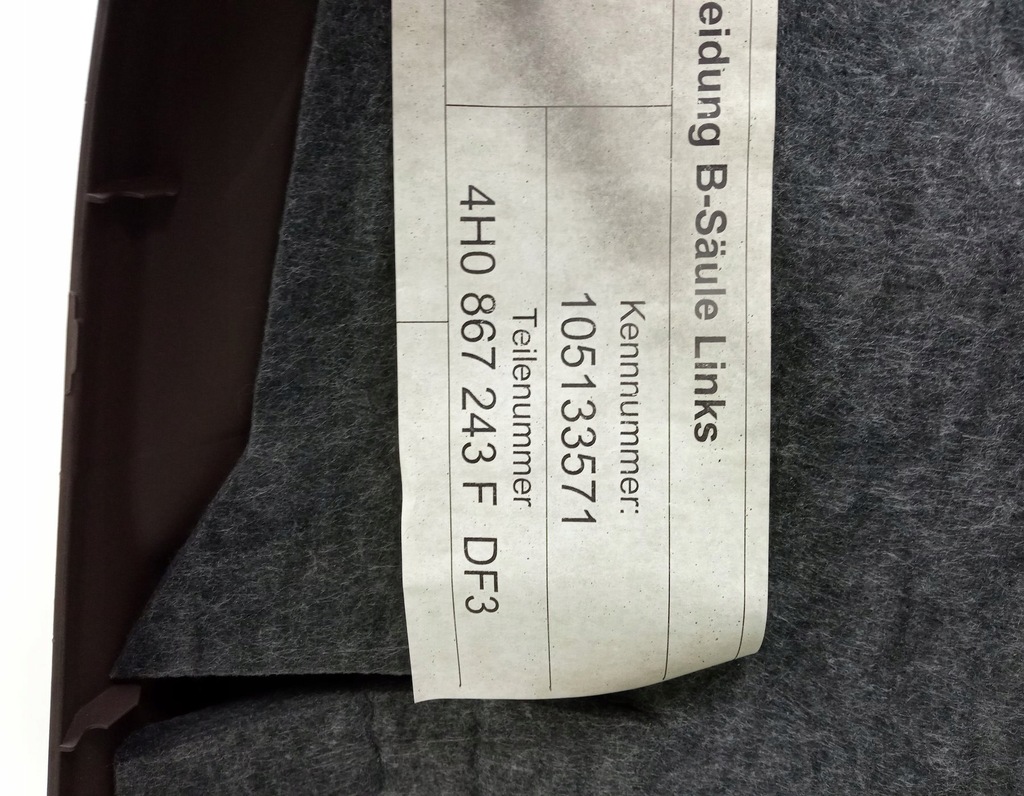 eidung B-Säule Links
Kennnummer:
105133571
Teilenummer
4H0 867 243 F DF3